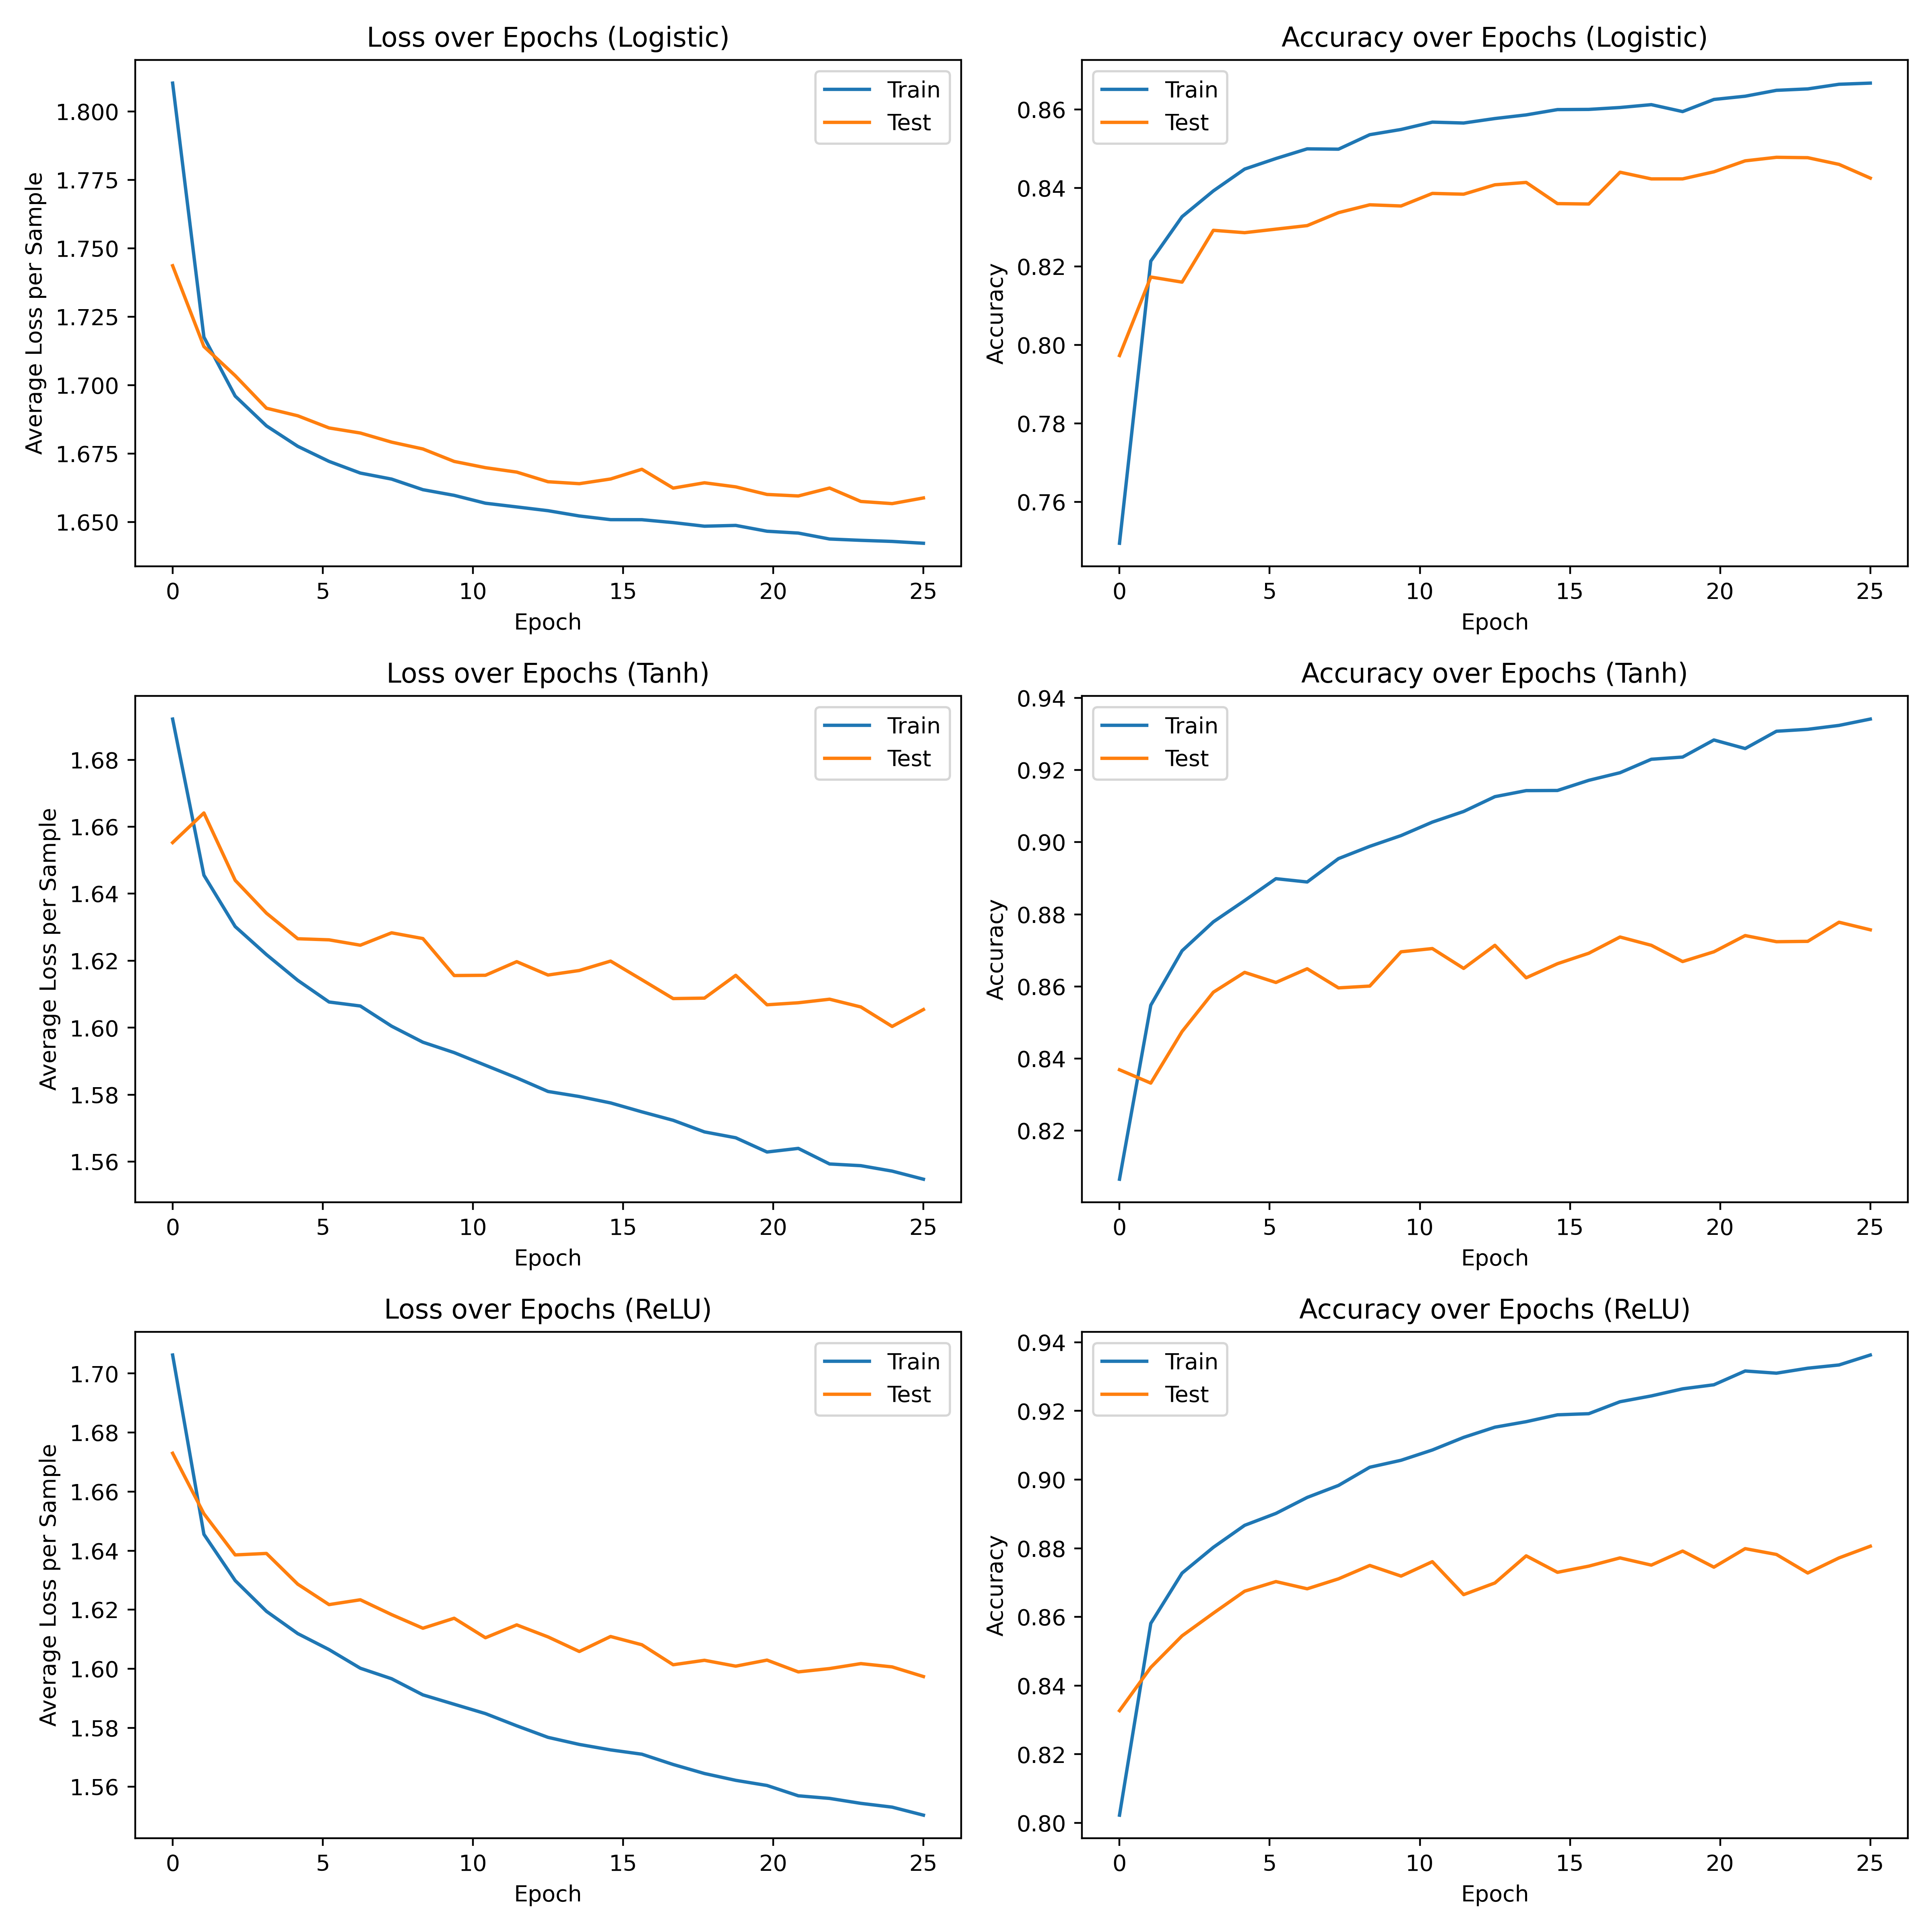 Loss over Epochs (Logistic)
Average Loss per Sample
1.800
1.775
1.750
1.725
1.700
1.675
1.650
0 5 10 15 20 25
Epoch
Train
Test
Accuracy over Epochs (Logistic)
Accuracy
0.86
0.84
0.82
0.80
0.78
0.76
0 5 10 15 20 25
Epoch
Train
Test
Loss over Epochs (Tanh)
Average Loss per Sample
1.68
1.66
1.64
1.62
1.60
1.58
1.56
0 5 10 15 20 25
Epoch
Train
Test
Accuracy over Epochs (Tanh)
Accuracy
0.94
0.92
0.90
0.88
0.86
0.84
0.82
0 5 10 15 20 25
Epoch
Train
Test
Loss over Epochs (ReLU)
Average Loss per Sample
1.70
1.68
1.66
1.64
1.62
1.60
1.58
1.56
0 5 10 15 20 25
Epoch
Train
Test
Accuracy over Epochs (ReLU)
Accuracy
0.94
0.92
0.90
0.88
0.86
0.84
0.82
0.80
0 5 10 15 20 25
Epoch
Train
Test